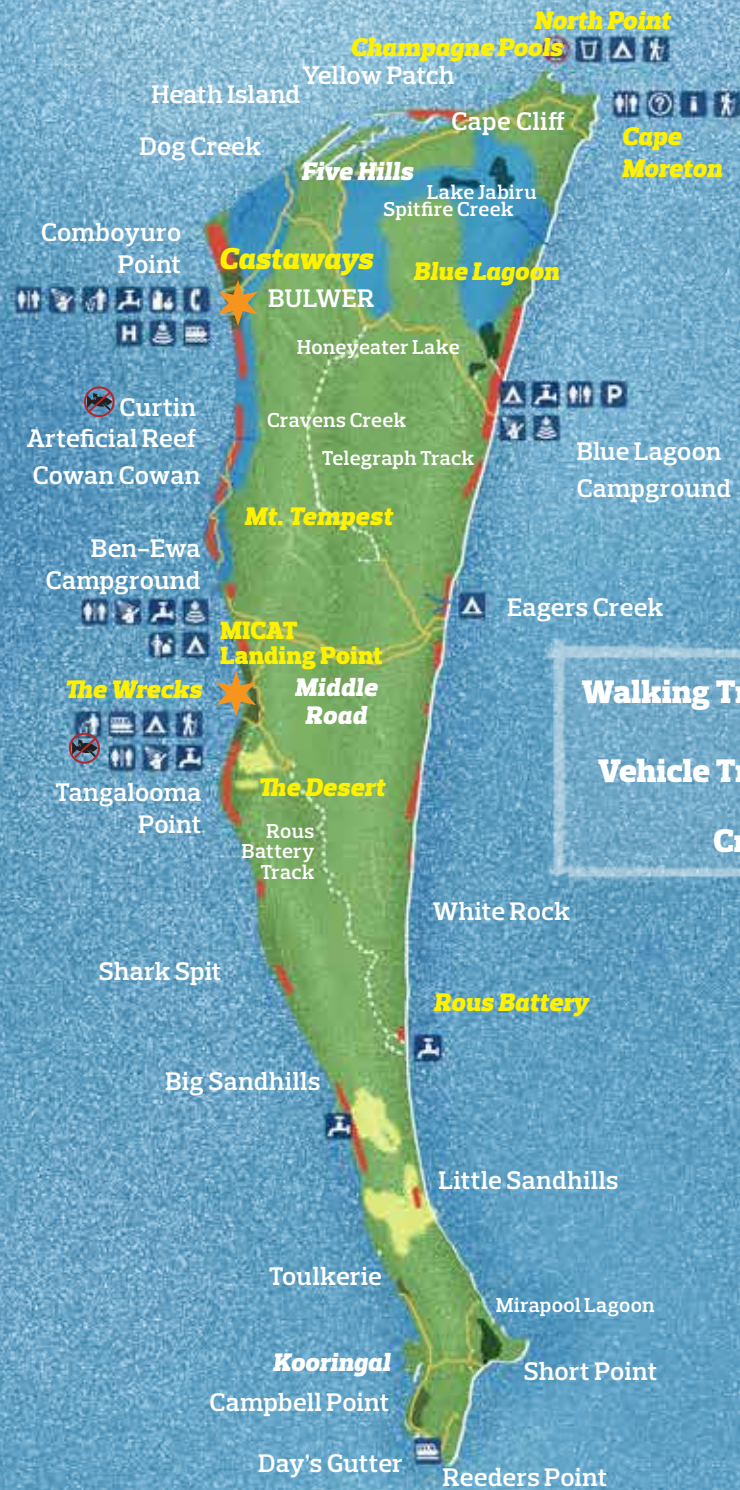 North Point
Champagne Pools
Yellow Patch
Heath Island
Cape Cliff
Cape
Moreton
Dog Creek
Five Hills
Lake Jabiru
Spitfire Creek
Comboyuro
Point
Castaways
Blue Lagoon
BULWER
H
Honeyeater Lake
P
Curtin
Arteficial Reef
Cravens Creek
Blue Lagoon
Campground
Telegraph Track
Cowan Cowan
Mt. Tempest
Ben-Ewa
Campground
Eagers Creek
MICAT
Landing Point
The Wrecks
Middle
Road
Walking Tr
Vehicle Tr
Cr
Tangalooma
Point
The Desert
Rous
Battery
Track
White Rock
Shark Spit
Rous Battery
Big Sandhills
Little Sandhills
Toulkerie
Mirapool Lagoon
Kooringal
Short Point
Campbell Point
Day's Gutter
Reeders Point